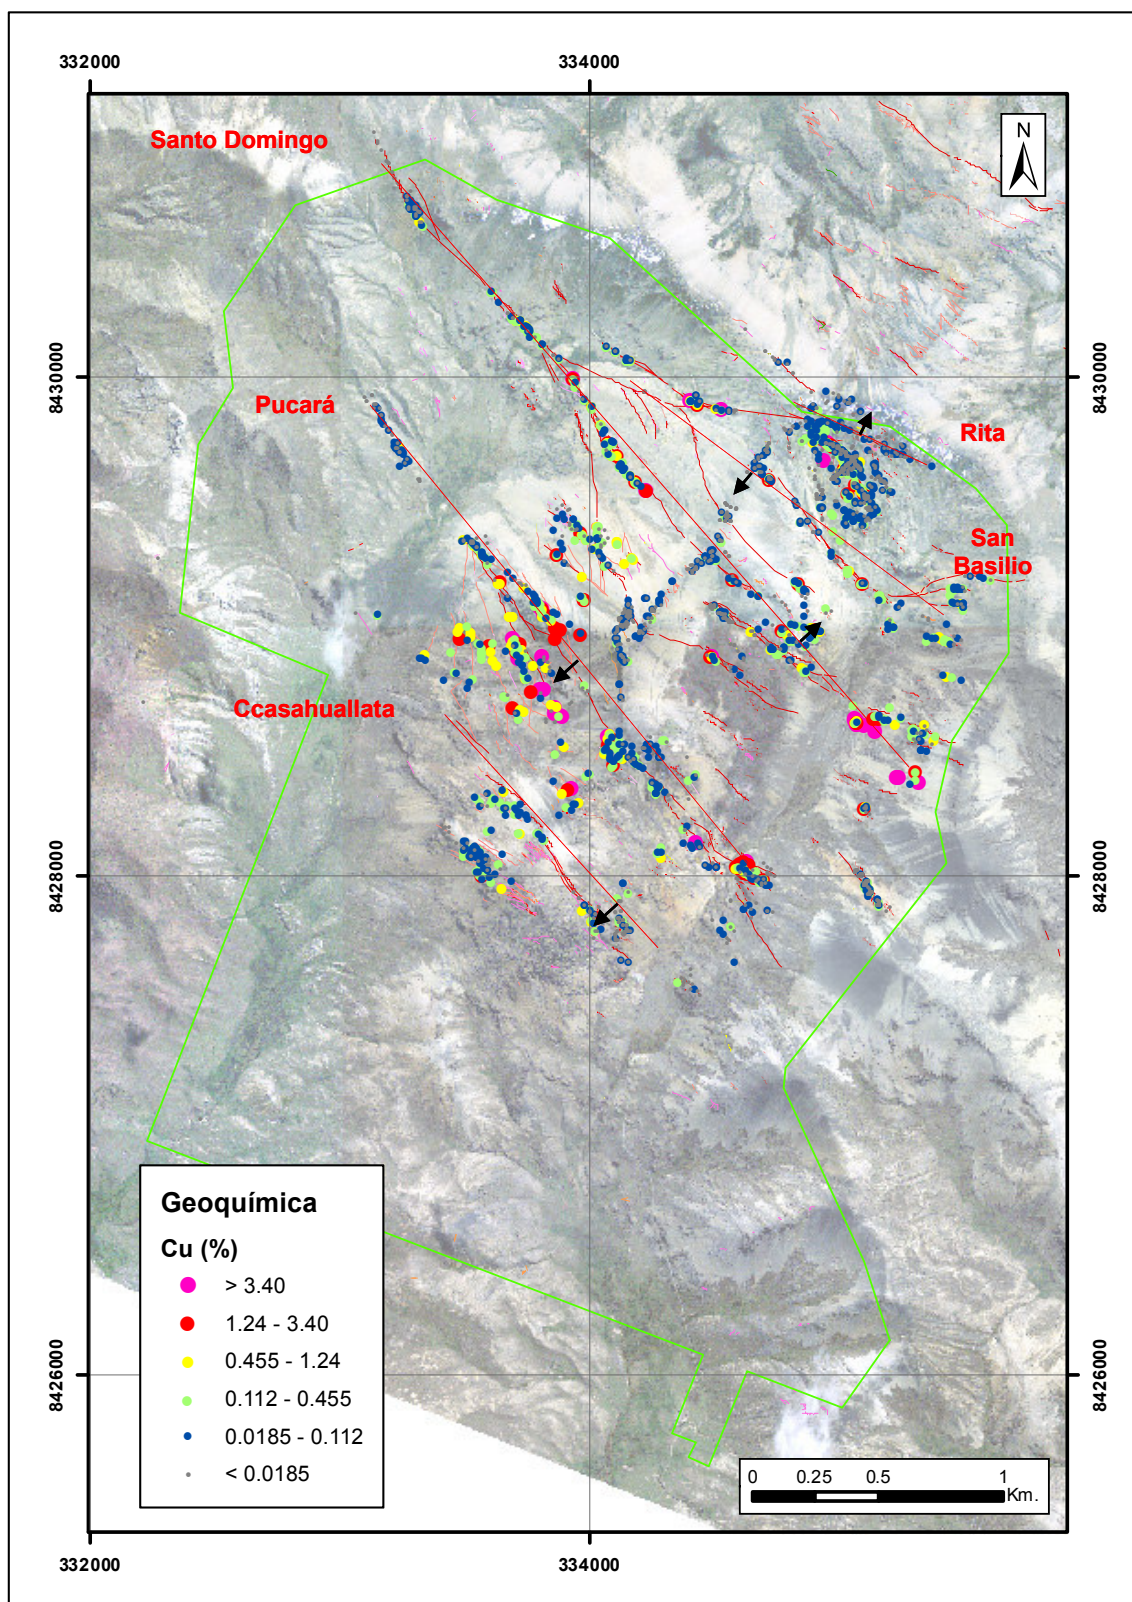 332000
334000
Santo Domingo
N
8430000
8430000
Pucará
Rita
San
Basilio
Ccasahuallata
8428000
8428000
Geoquímica
Cu (%)
> 3.40
1.24 - 3.40
0.455 - 1.24
0.112 - 0.455
0.0185 - 0.112
< 0.0185
8426000
8426000
0 0.25 0.5 1
Km.
332000
334000